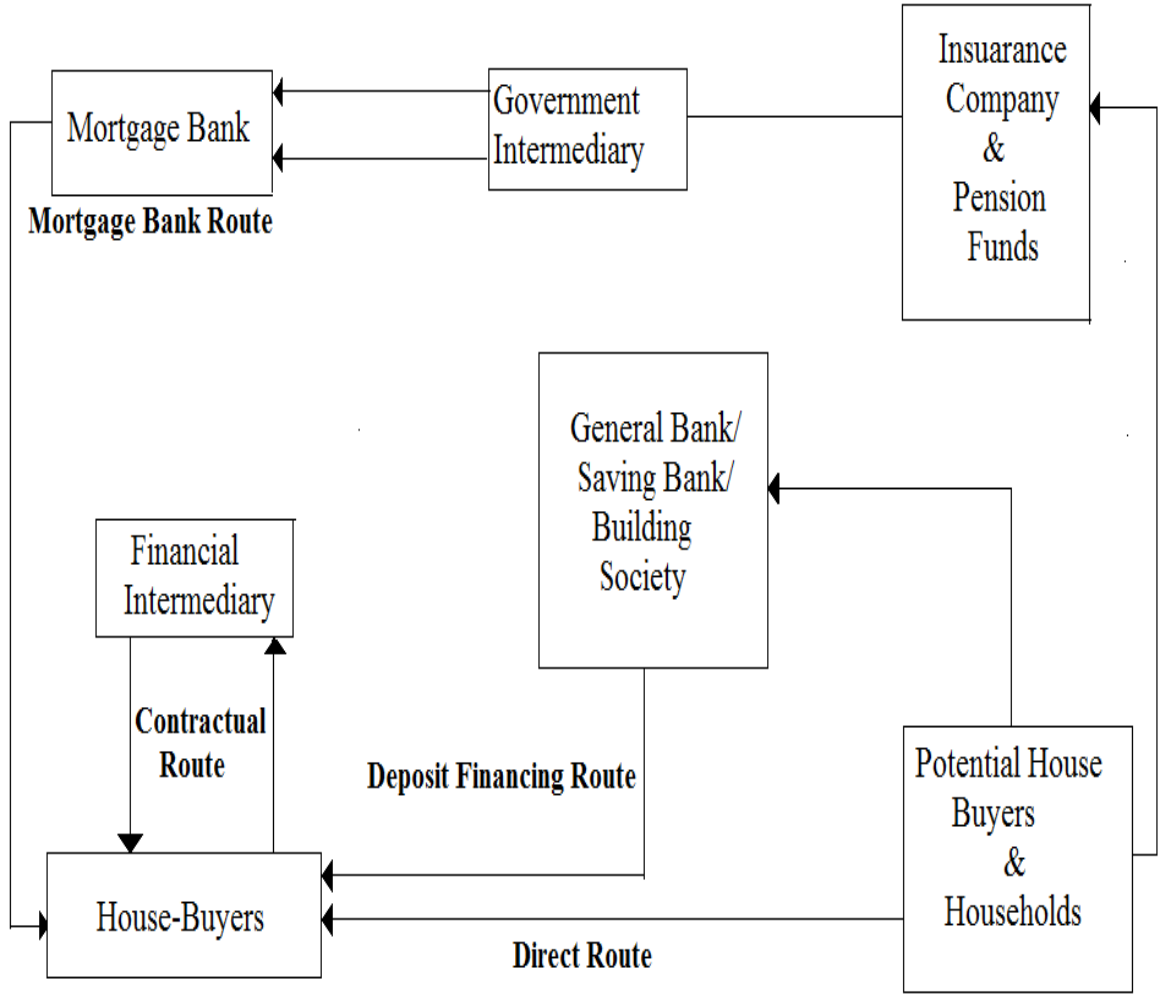 Mortgage Bank
Mortgage Bank Route
Government
Intermediary
Insuarance
Company
&
Pension
Funds
General Bank/
Saving Bank/
Building
Society
Financial
Intermediary
Contractual
Route
Deposit Financing Route
Potential House
Buyers
&
Households
House-Buyers
Direct Route